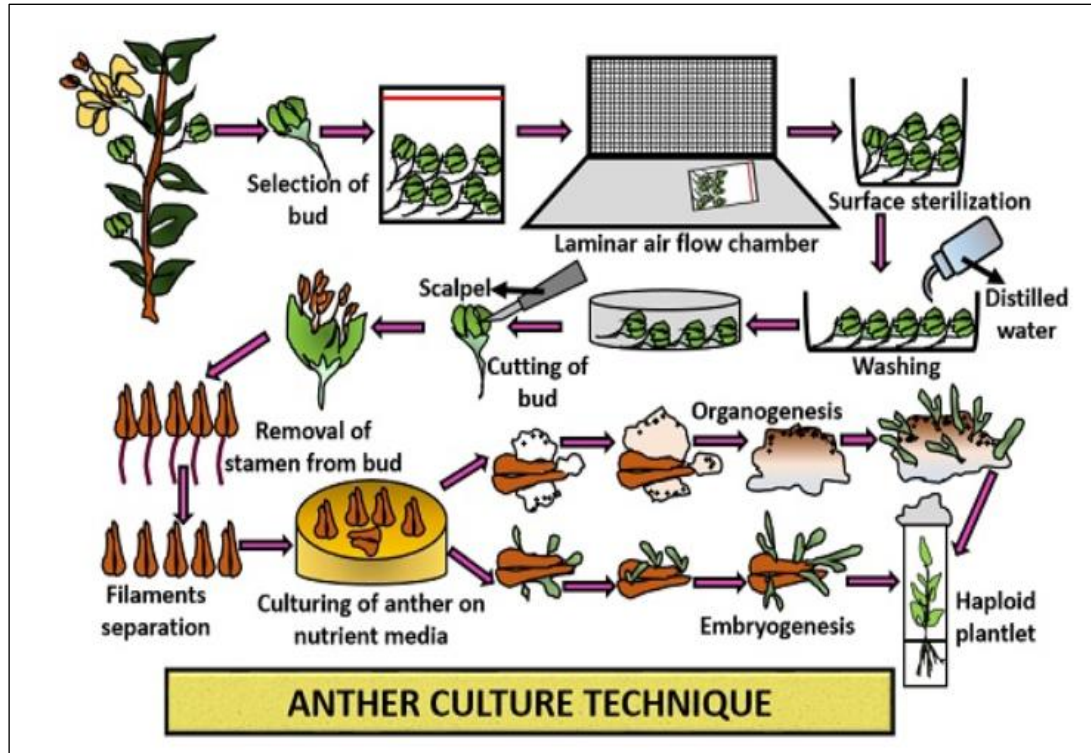 Selection of
bud
Laminar air flow chamber
Surface sterilization
Distilled
water
Washing
Scalpel
Cutting of
bud
Removal of
stamen from bud
Filaments
separation
Culturing of anther on
nutrient media
Organogenesis
Embryogenesis
Haploid
plantlet
ANTHER CULTURE TECHNIQUE